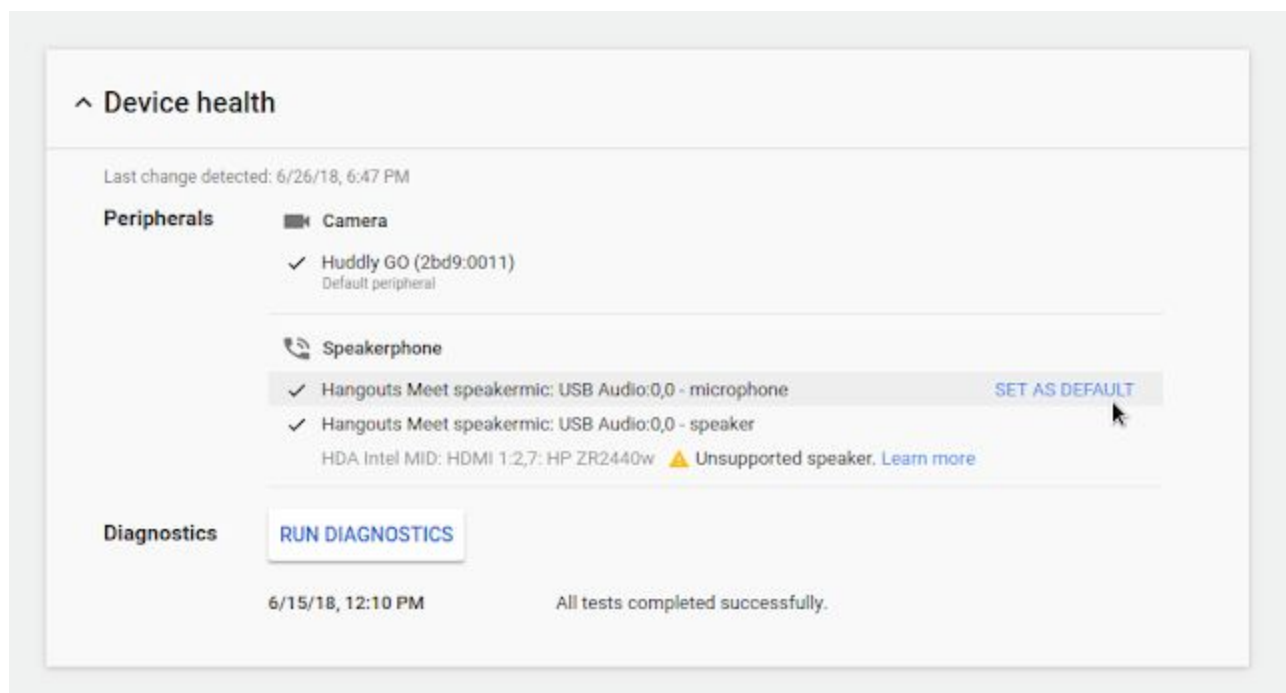 Device health
Last change detected: 6/26/18, 6:47 PM
Peripherals
Camera
Huddly GO (2bd9:0011)
Default peripheral
Speakerphone
Hangouts Meet speakermic: USB Audio:0,0 - microphone SET AS DEFAULT
Hangouts Meet speakermic: USB Audio:0,0 - speaker
HDA Intel MID: HDMI 1:2,7: HP ZR2440w Unsupported speaker. Learn more
Diagnostics RUN DIAGNOSTICS
6/15/18, 12:10 PM All tests completed successfully.